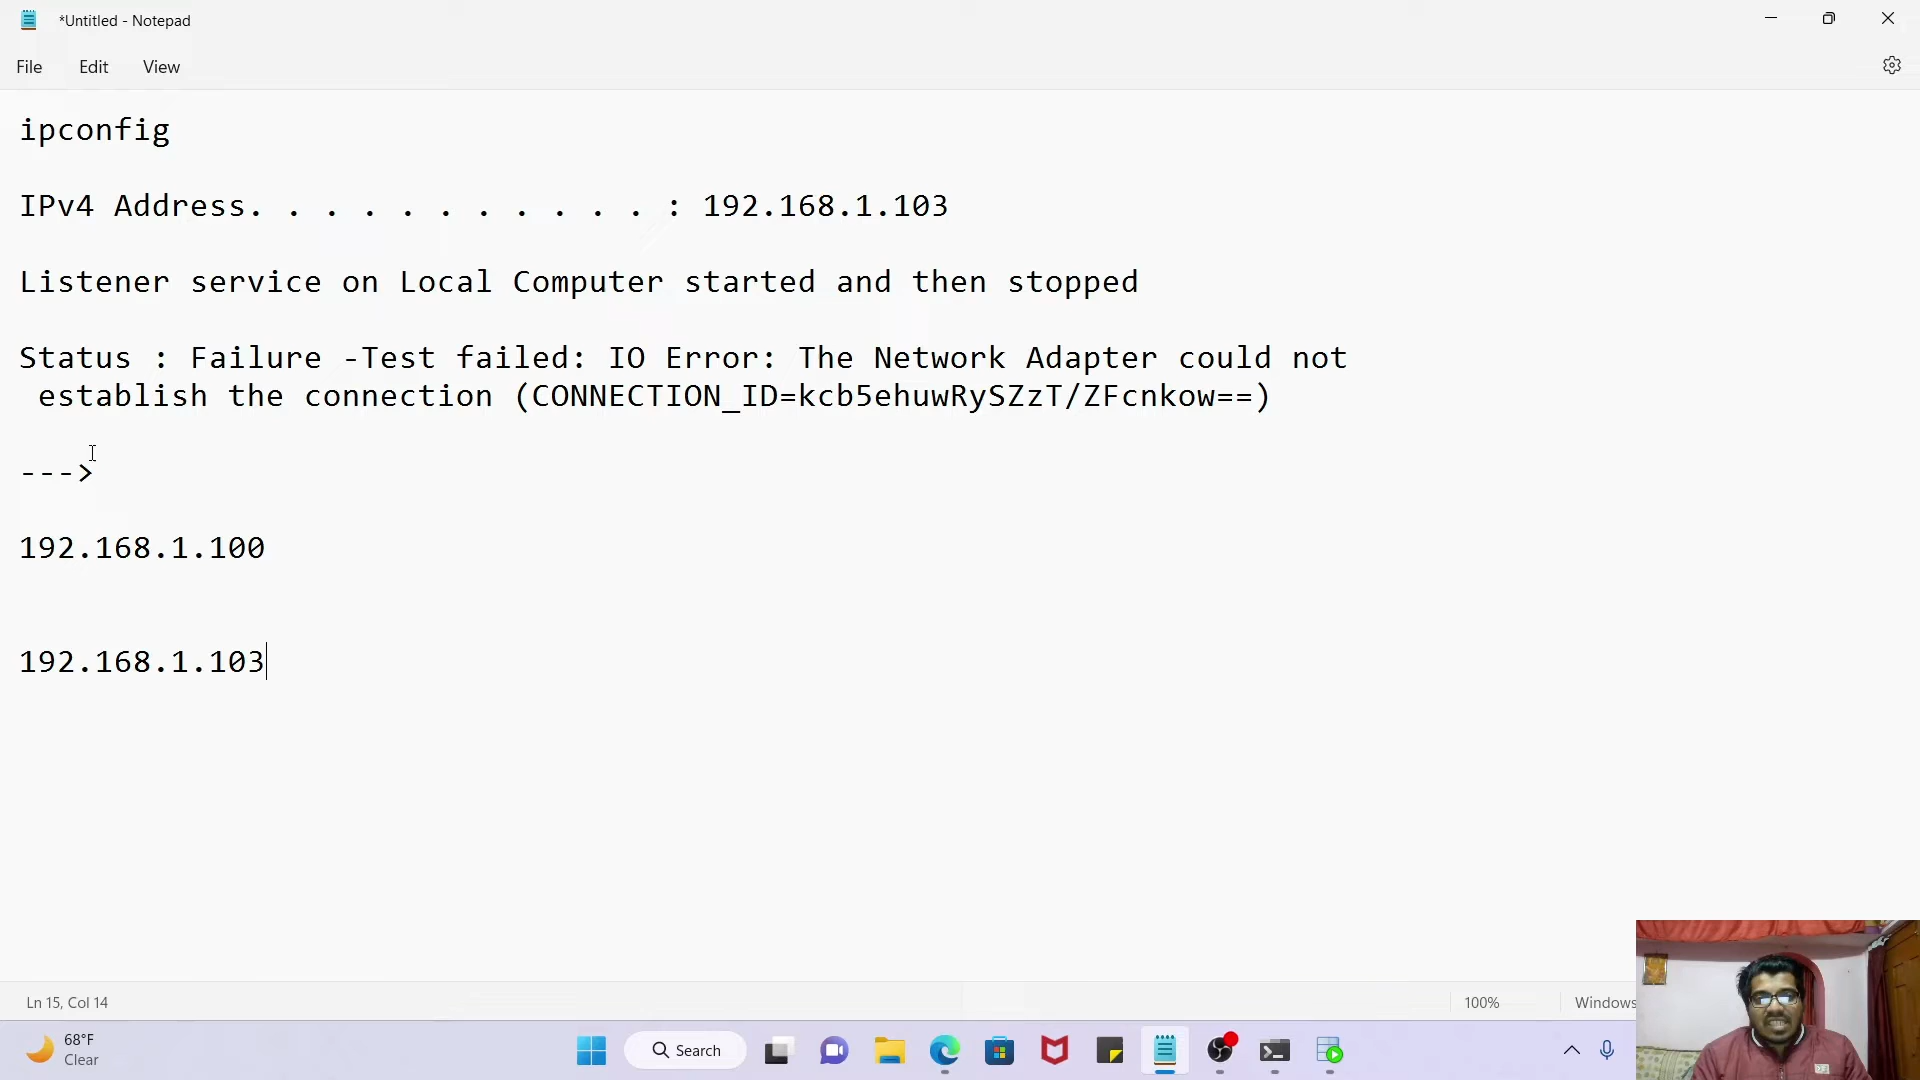 *Untitled - Notepad
File Edit View
ipconfig
IPv4 Address. . . . . . . . . . . : 192.168.1.103
Listener service on Local Computer started and then stopped
Status : Failure -Test failed: IO Error: The Network Adapter could not
establish the connection (CONNECTION_ID=kcb5ehuwRySZzT/ZFcnkow==)
--->
192.168.1.100
192.168.1.103
Ln 15, Col 14
100%
Windows
68°F
Clear
Search